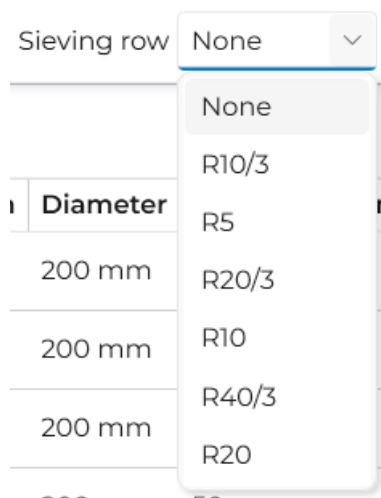 Sieving row None
None
R10/3
Diameter
R5
200 mm
R20/3
R10
200 mm
R40/3
200 mm
R20